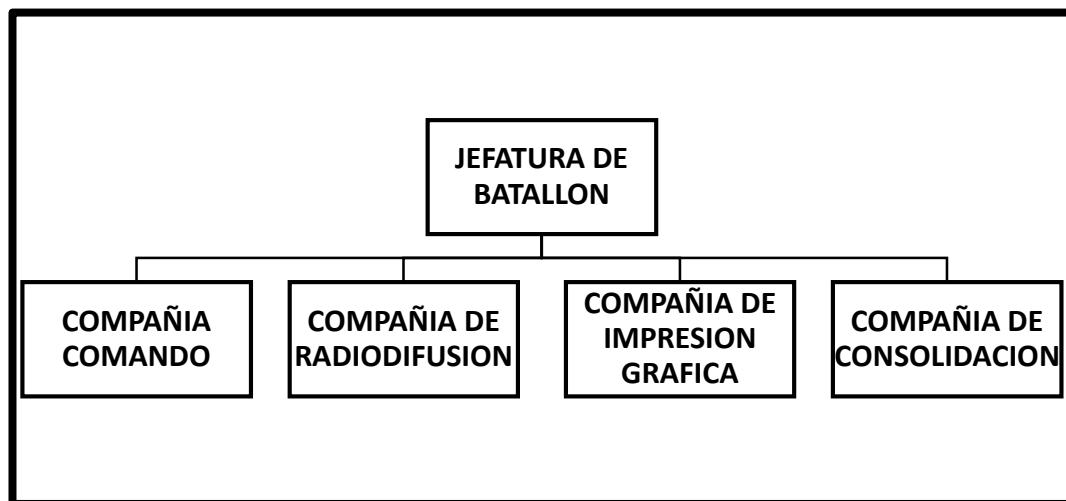 JEFATURA DE
BATALLON
COMPAÑIA
COMANDO
COMPAÑIA DE
RADIODIFUSION
COMPAÑIA DE
IMPRESION
GRAFICA
COMPAÑIA DE
CONSOLIDACION